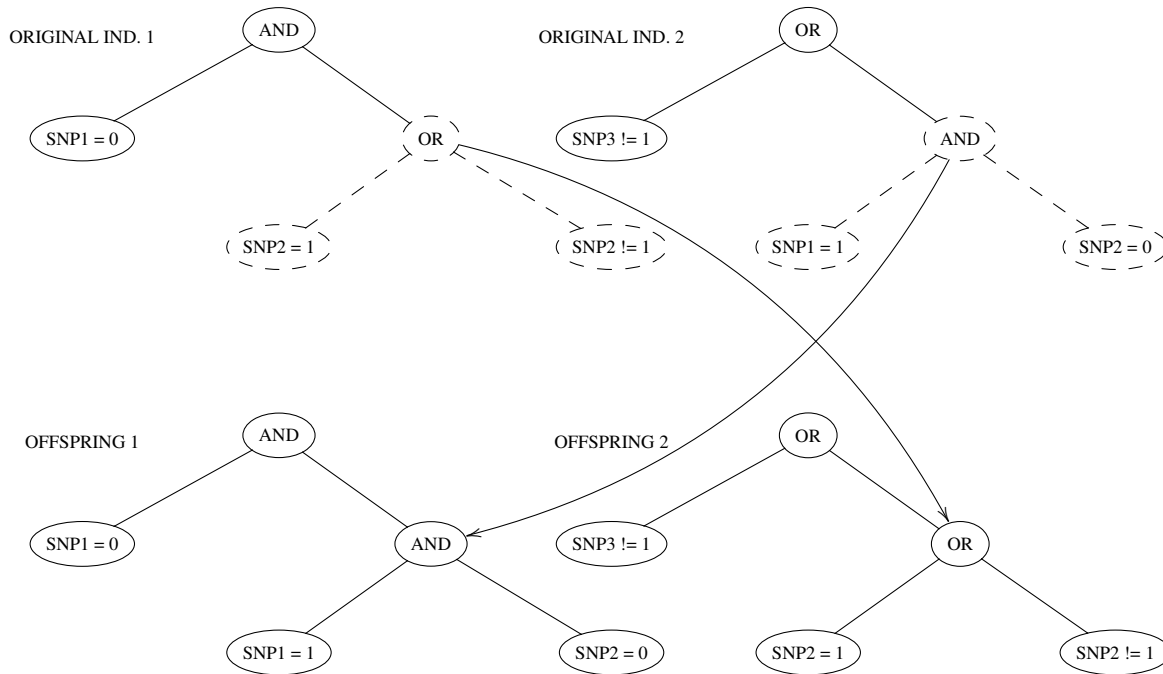 ORIGINAL IND. 1
AND
SNP1 = 0
OR
SNP2 = 1
SNP2 != 1
ORIGINAL IND. 2
OR
SNP3 != 1
AND
SNP1 = 1
SNP2 = 0
OFFSPRING 1
AND
SNP1 = 0
AND
SNP1 = 1
SNP2 = 0
OFFSPRING 2
OR
SNP3 != 1
OR
SNP2 = 1
SNP2 != 1